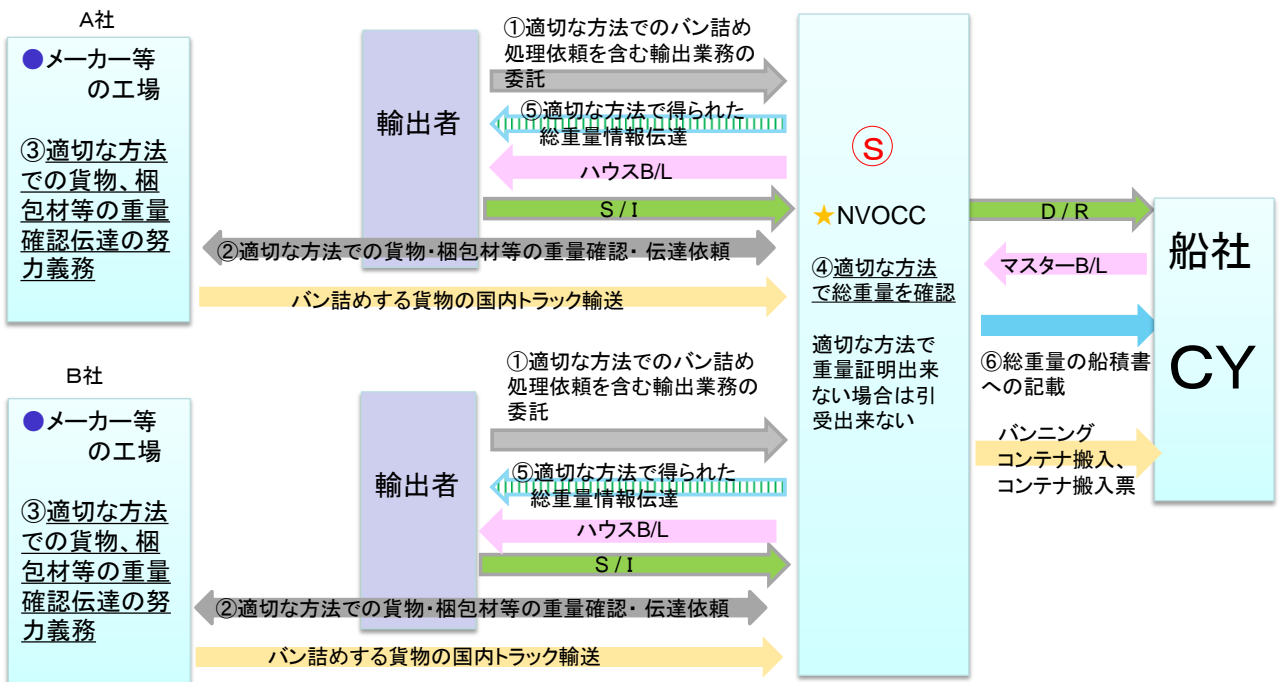 A社
●メーカー等
の工場
③適切な方法
での貨物、梱
包材等の重量
確認伝達の努
力義務
輸出者
①適切な方法でのバン詰め
処理依頼を含む輸出業務の
委託
⑤適切な方法で得られた
総重量情報伝達
ハウスB/L
S / I
②適切な方法での貨物・梱包材等の重量確認・ 伝達依頼
バン詰めする貨物の国内トラック輸送
B社
●メーカー等
の工場
③適切な方法
での貨物、梱
包材等の重量
確認伝達の努
力義務
輸出者
①適切な方法でのバン詰め
処理依頼を含む輸出業務の
委託
⑤適切な方法で得られた
総重量情報伝達
ハウスB/L
S / I
②適切な方法での貨物・梱包材等の重量確認・ 伝達依頼
バン詰めする貨物の国内トラック輸送
Ⓢ
★NVOCC
④適切な方法
で総重量を確認
適切な方法で
重量証明出来
ない場合は引
受出来ない
D / R
マスターB/L
⑥総重量の船積書
への記載
バンニング
コンテナ搬入、
コンテナ搬入票
船社
CY